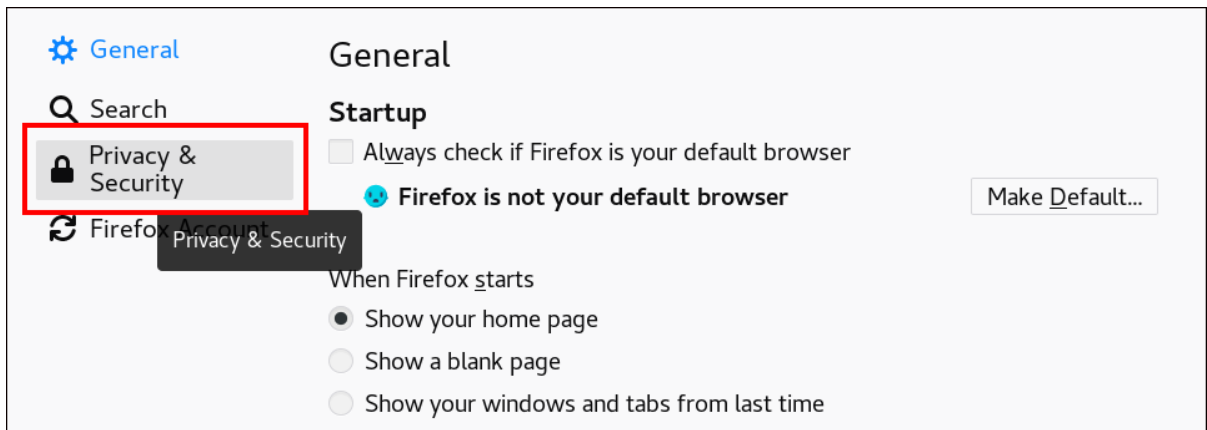 General
Search
Privacy &
Security
Firefox Account
Privacy & Security
General
Startup
Always check if Firefox is your default browser
Firefox is not your default browser
Make Default...
When Firefox starts
Show your home page
Show a blank page
Show your windows and tabs from last time